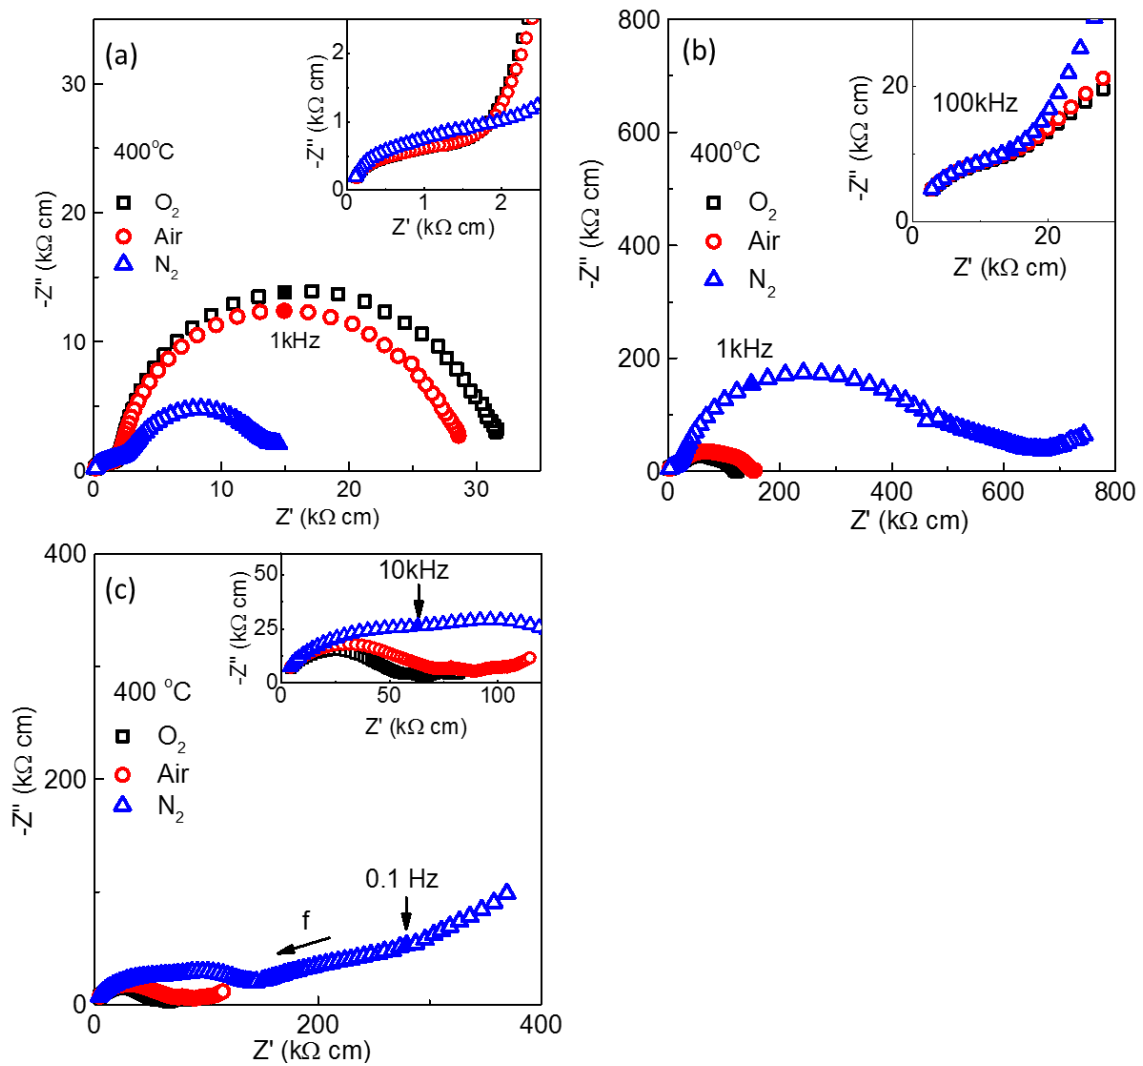 (a)
400°C
O₂
Air
N₂
1kHz
-Z'' (kΩ cm)
Z' (kΩ cm)
0
5
15
25
35
0
10
20
30
-Z'' (kΩ cm)
Z' (kΩ cm)
0
1
2
0
1
2
(b)
400°C
O₂
Air
N₂
1kHz
-Z'' (kΩ cm)
Z' (kΩ cm)
0
200
400
600
800
0
200
400
600
800
100kHz
-Z'' (kΩ cm)
Z' (kΩ cm)
0
20
0
20
(c)
400 °C
O₂
Air
N₂
f
0.1 Hz
-Z'' (kΩ cm)
Z' (kΩ cm)
0
200
400
0
200
400
10kHz
-Z'' (kΩ cm)
Z' (kΩ cm)
0
25
50
0
50
100